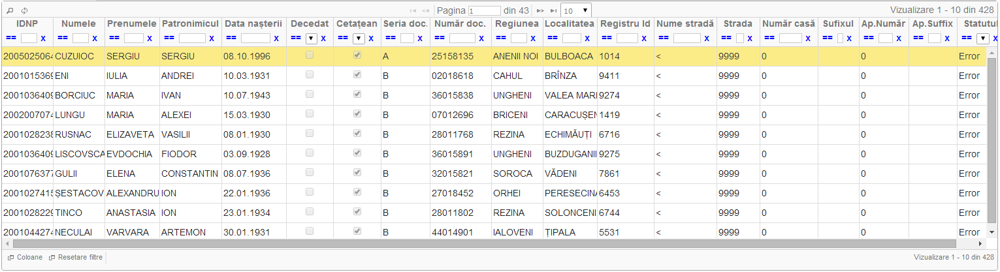 Pagina 1 din 43 10 Vizualizare 1 - 10 din 428
IDNP Numele Prenumele Patronimicul Data nașterii Decedat Cetațean Seria doc. Număr doc. Regiunea Localitatea Registru Id Nume stradă Strada Număr casă Sufixul Ap.Număr Ap.Suffix Statutul
== x == x == x == x == x == x == x == x == x == x == x == x == x == x == x == x == x == x == x
2005025064 CUZUIOC SERGIU SERGIU 08.10.1996 A 25158135 ANENII NOI BULBOACA 1014 < 9999 0 0 Error
2001015369 ENI IULIA ANDREI 10.03.1931 B 02018618 CAHUL BRÎNZA 9411 < 9999 0 0 Error
2001036409 BORCIUC MARIA IVAN 10.07.1943 B 36015838 UNGHENI VALEA MARE 9274 < 9999 0 0 Error
2002007074 LUNGU MARIA ALEXEI 15.03.1930 B 07012696 BRICENI CARACUȘEN 1419 < 9999 0 0 Error
2001028238 RUSNAC ELIZAVETA VASILII 08.01.1930 B 28011768 REZINA ECHIMĂUȚI 6716 < 9999 0 0 Error
2001036409 LISCOVSCA EVDOCHIA FIODOR 03.09.1928 B 36015891 UNGHENI BUZDUGANII 9275 < 9999 0 0 Error
2001076377 GULII ELENA CONSTANTIN 08.07.1936 B 32015821 SOROCA VĂDENI 7861 < 9999 0 0 Error
2001027415 ȘESTACOV ALEXANDRU ION 22.01.1936 B 27018452 ORHEI PERESECINA 6453 < 9999 0 0 Error
2001028229 TINCO ANASTASIA ION 23.01.1934 B 28011802 REZINA SOLONCENI 6744 < 9999 0 0 Error
2001044274 NECULAI VARVARA ARTEMON 30.01.1931 B 44014901 IALOVENI ȚIPALA 5531 < 9999 0 0 Error
Coloane Resetare filtre Vizualizare 1 - 10 din 428